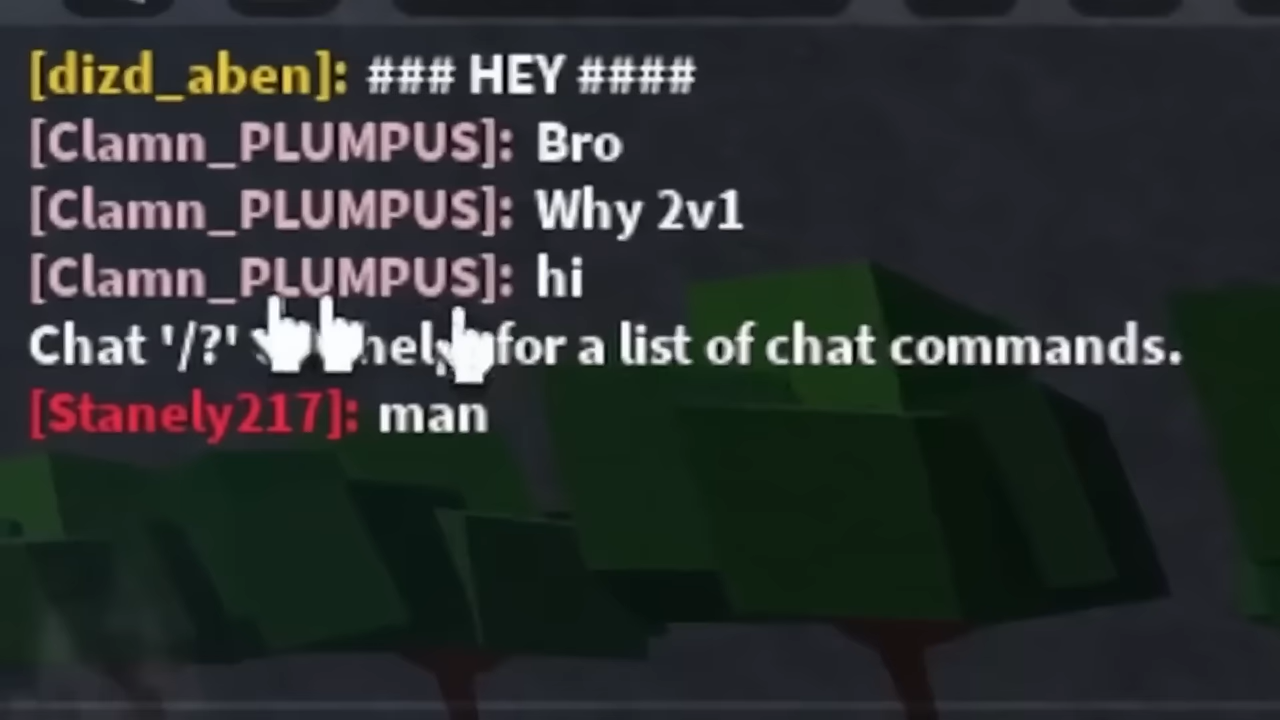 [dizd_aben]: ### HEY ####
[Clamn_PLUMPUS]: Bro
[Clamn_PLUMPUS]: Why 2v1
[Clamn_PLUMPUS]: hi
Chat '/?' for a list of chat commands.
[Stanely217]: man